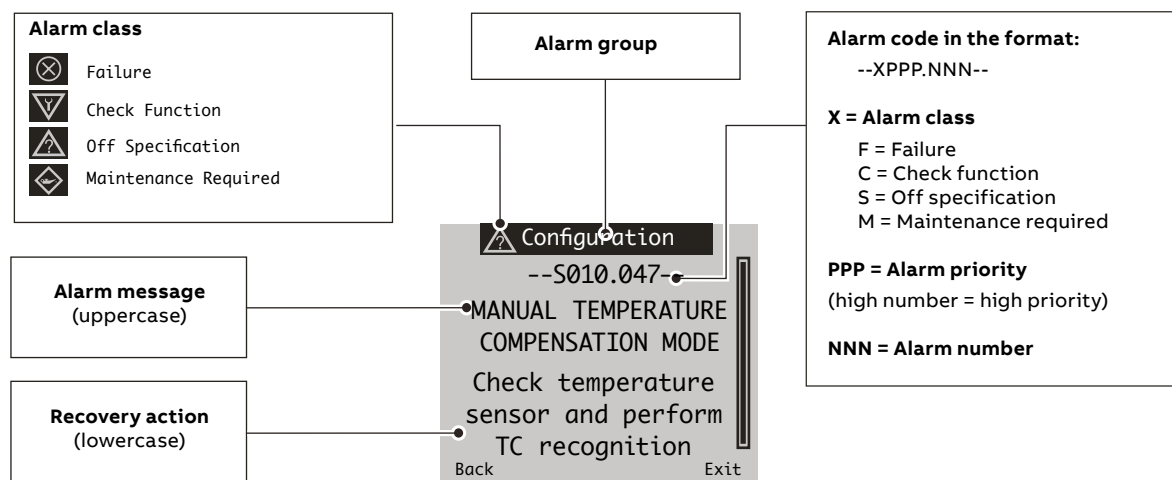 Alarm class
Failure
Check Function
Off Specification
Maintenance Required
Alarm group
Alarm code in the format:
--XPPP.NNN--
X = Alarm class
F = Failure
C = Check function
S = Off specification
M = Maintenance required
PPP = Alarm priority
(high number = high priority)
NNN = Alarm number
Alarm message
(uppercase)
Recovery action
(lowercase)
Configuration
--S010.047--
MANUAL TEMPERATURE
COMPENSATION MODE
Check temperature
sensor and perform
TC recognition
Back Exit